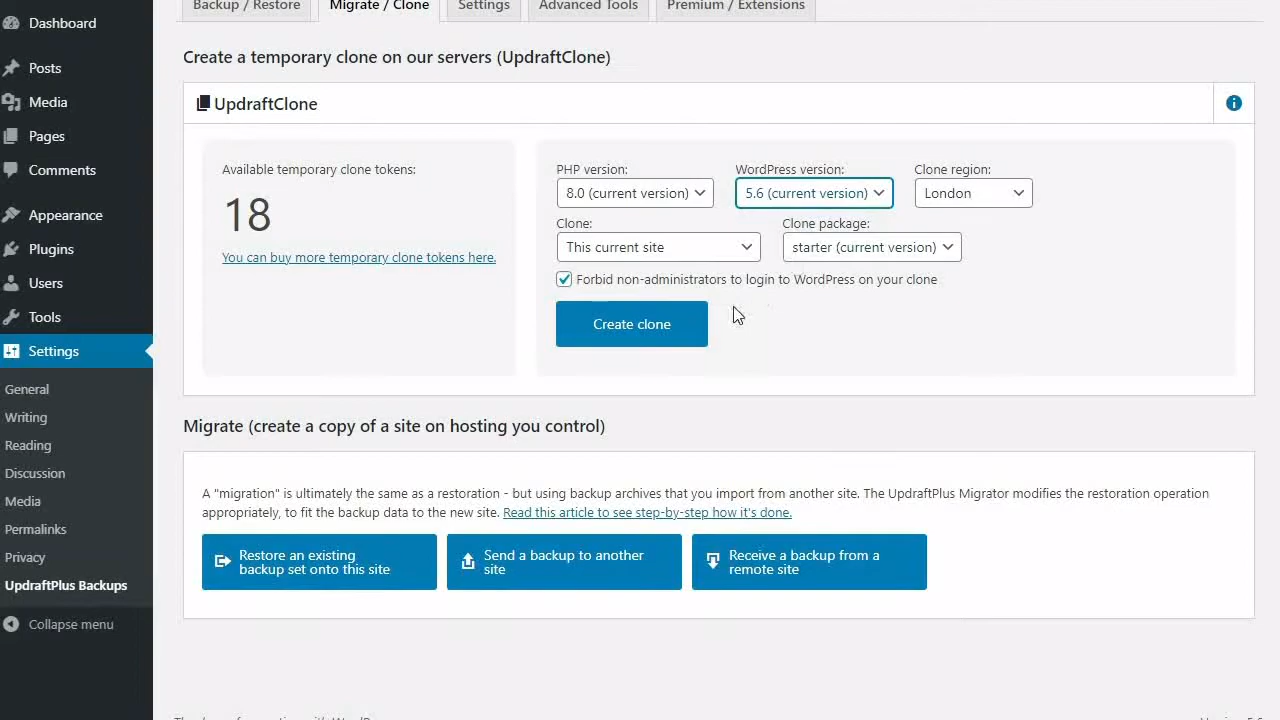 Dashboard
Posts
Media
Pages
Comments
Appearance
Plugins
Users
Tools
Settings
General
Writing
Reading
Discussion
Media
Permalinks
Privacy
UpdraftPlus Backups
Collapse menu
Backup / Restore
Migrate / Clone
Settings
Advanced Tools
Premium / Extensions
Create a temporary clone on our servers (UpdraftClone)
UpdraftClone
Available temporary clone tokens:
18
You can buy more temporary clone tokens here.
PHP version:
WordPress version:
Clone region:
8.0 (current version)
5.6 (current version)
London
Clone:
Clone package:
This current site
starter (current version)
Forbid non-administrators to login to WordPress on your clone
Create clone
Migrate (create a copy of a site on hosting you control)
A "migration" is ultimately the same as a restoration - but using backup archives that you import from another site. The UpdraftPlus Migrator modifies the restoration operation
appropriately, to fit the backup data to the new site. Read this article to see step-by-step how it's done.
Restore an existing
backup set onto this site
Send a backup to another
site
Receive a backup from a
remote site